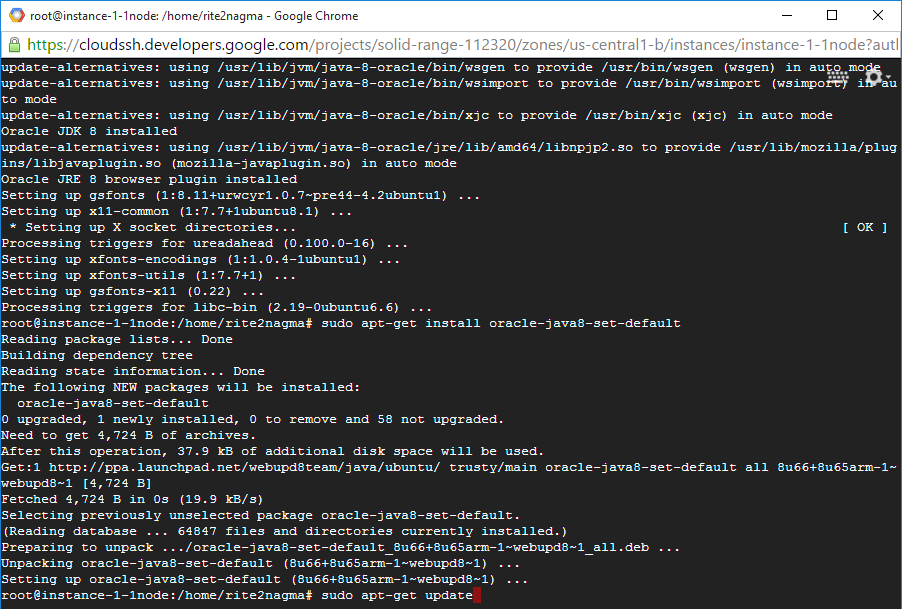 root@instance-1-1node: /home/rite2nagma - Google Chrome
https://cloudssh.developers.google.com/projects/solid-range-112320/zones/us-central1-b/instances/instance-1-1node?autl
update-alternatives: using /usr/lib/jvm/java-8-oracle/bin/wsgen to provide /usr/bin/wsgen (wsgen) in auto mode
update-alternatives: using /usr/lib/jvm/java-8-oracle/bin/wsimport to provide /usr/bin/wsimport (wsimport) in au
to mode
update-alternatives: using /usr/lib/jvm/java-8-oracle/bin/xjc to provide /usr/bin/xjc (xjc) in auto mode
Oracle JDK 8 installed
update-alternatives: using /usr/lib/jvm/java-8-oracle/jre/lib/amd64/libnpjp2.so to provide /usr/lib/mozilla/plug
ins/libjavaplugin.so (mozilla-javaplugin.so) in auto mode
Oracle JRE 8 browser plugin installed
Setting up gsfonts (1:8.11+urwcyr1.0.7~pre44-4.2ubuntu1) ...
Setting up x11-common (1:7.7+1ubuntu8.1) ...
 * Setting up X socket directories... [ OK ]
Processing triggers for ureadahead (0.100.0-16) ...
Setting up xfonts-encodings (1:1.0.4-1ubuntu1) ...
Setting up xfonts-utils (1:7.7+1) ...
Setting up gsfonts-x11 (0.22) ...
Processing triggers for libc-bin (2.19-0ubuntu6.6) ...
root@instance-1-1node:/home/rite2nagma# sudo apt-get install oracle-java8-set-default
Reading package lists... Done
Building dependency tree
Reading state information... Done
The following NEW packages will be installed:
  oracle-java8-set-default
0 upgraded, 1 newly installed, 0 to remove and 58 not upgraded.
Need to get 4,724 B of archives.
After this operation, 37.9 kB of additional disk space will be used.
Get:1 http://ppa.launchpad.net/webupd8team/java/ubuntu/ trusty/main oracle-java8-set-default all 8u66+8u65arm-1~
webupd8~1 [4,724 B]
Fetched 4,724 B in 0s (19.9 kB/s)
Selecting previously unselected package oracle-java8-set-default.
(Reading database ... 64847 files and directories currently installed.)
Preparing to unpack .../oracle-java8-set-default_8u66+8u65arm-1~webupd8~1_all.deb ...
Unpacking oracle-java8-set-default (8u66+8u65arm-1~webupd8~1) ...
Setting up oracle-java8-set-default (8u66+8u65arm-1~webupd8~1) ...
root@instance-1-1node:/home/rite2nagma# sudo apt-get update